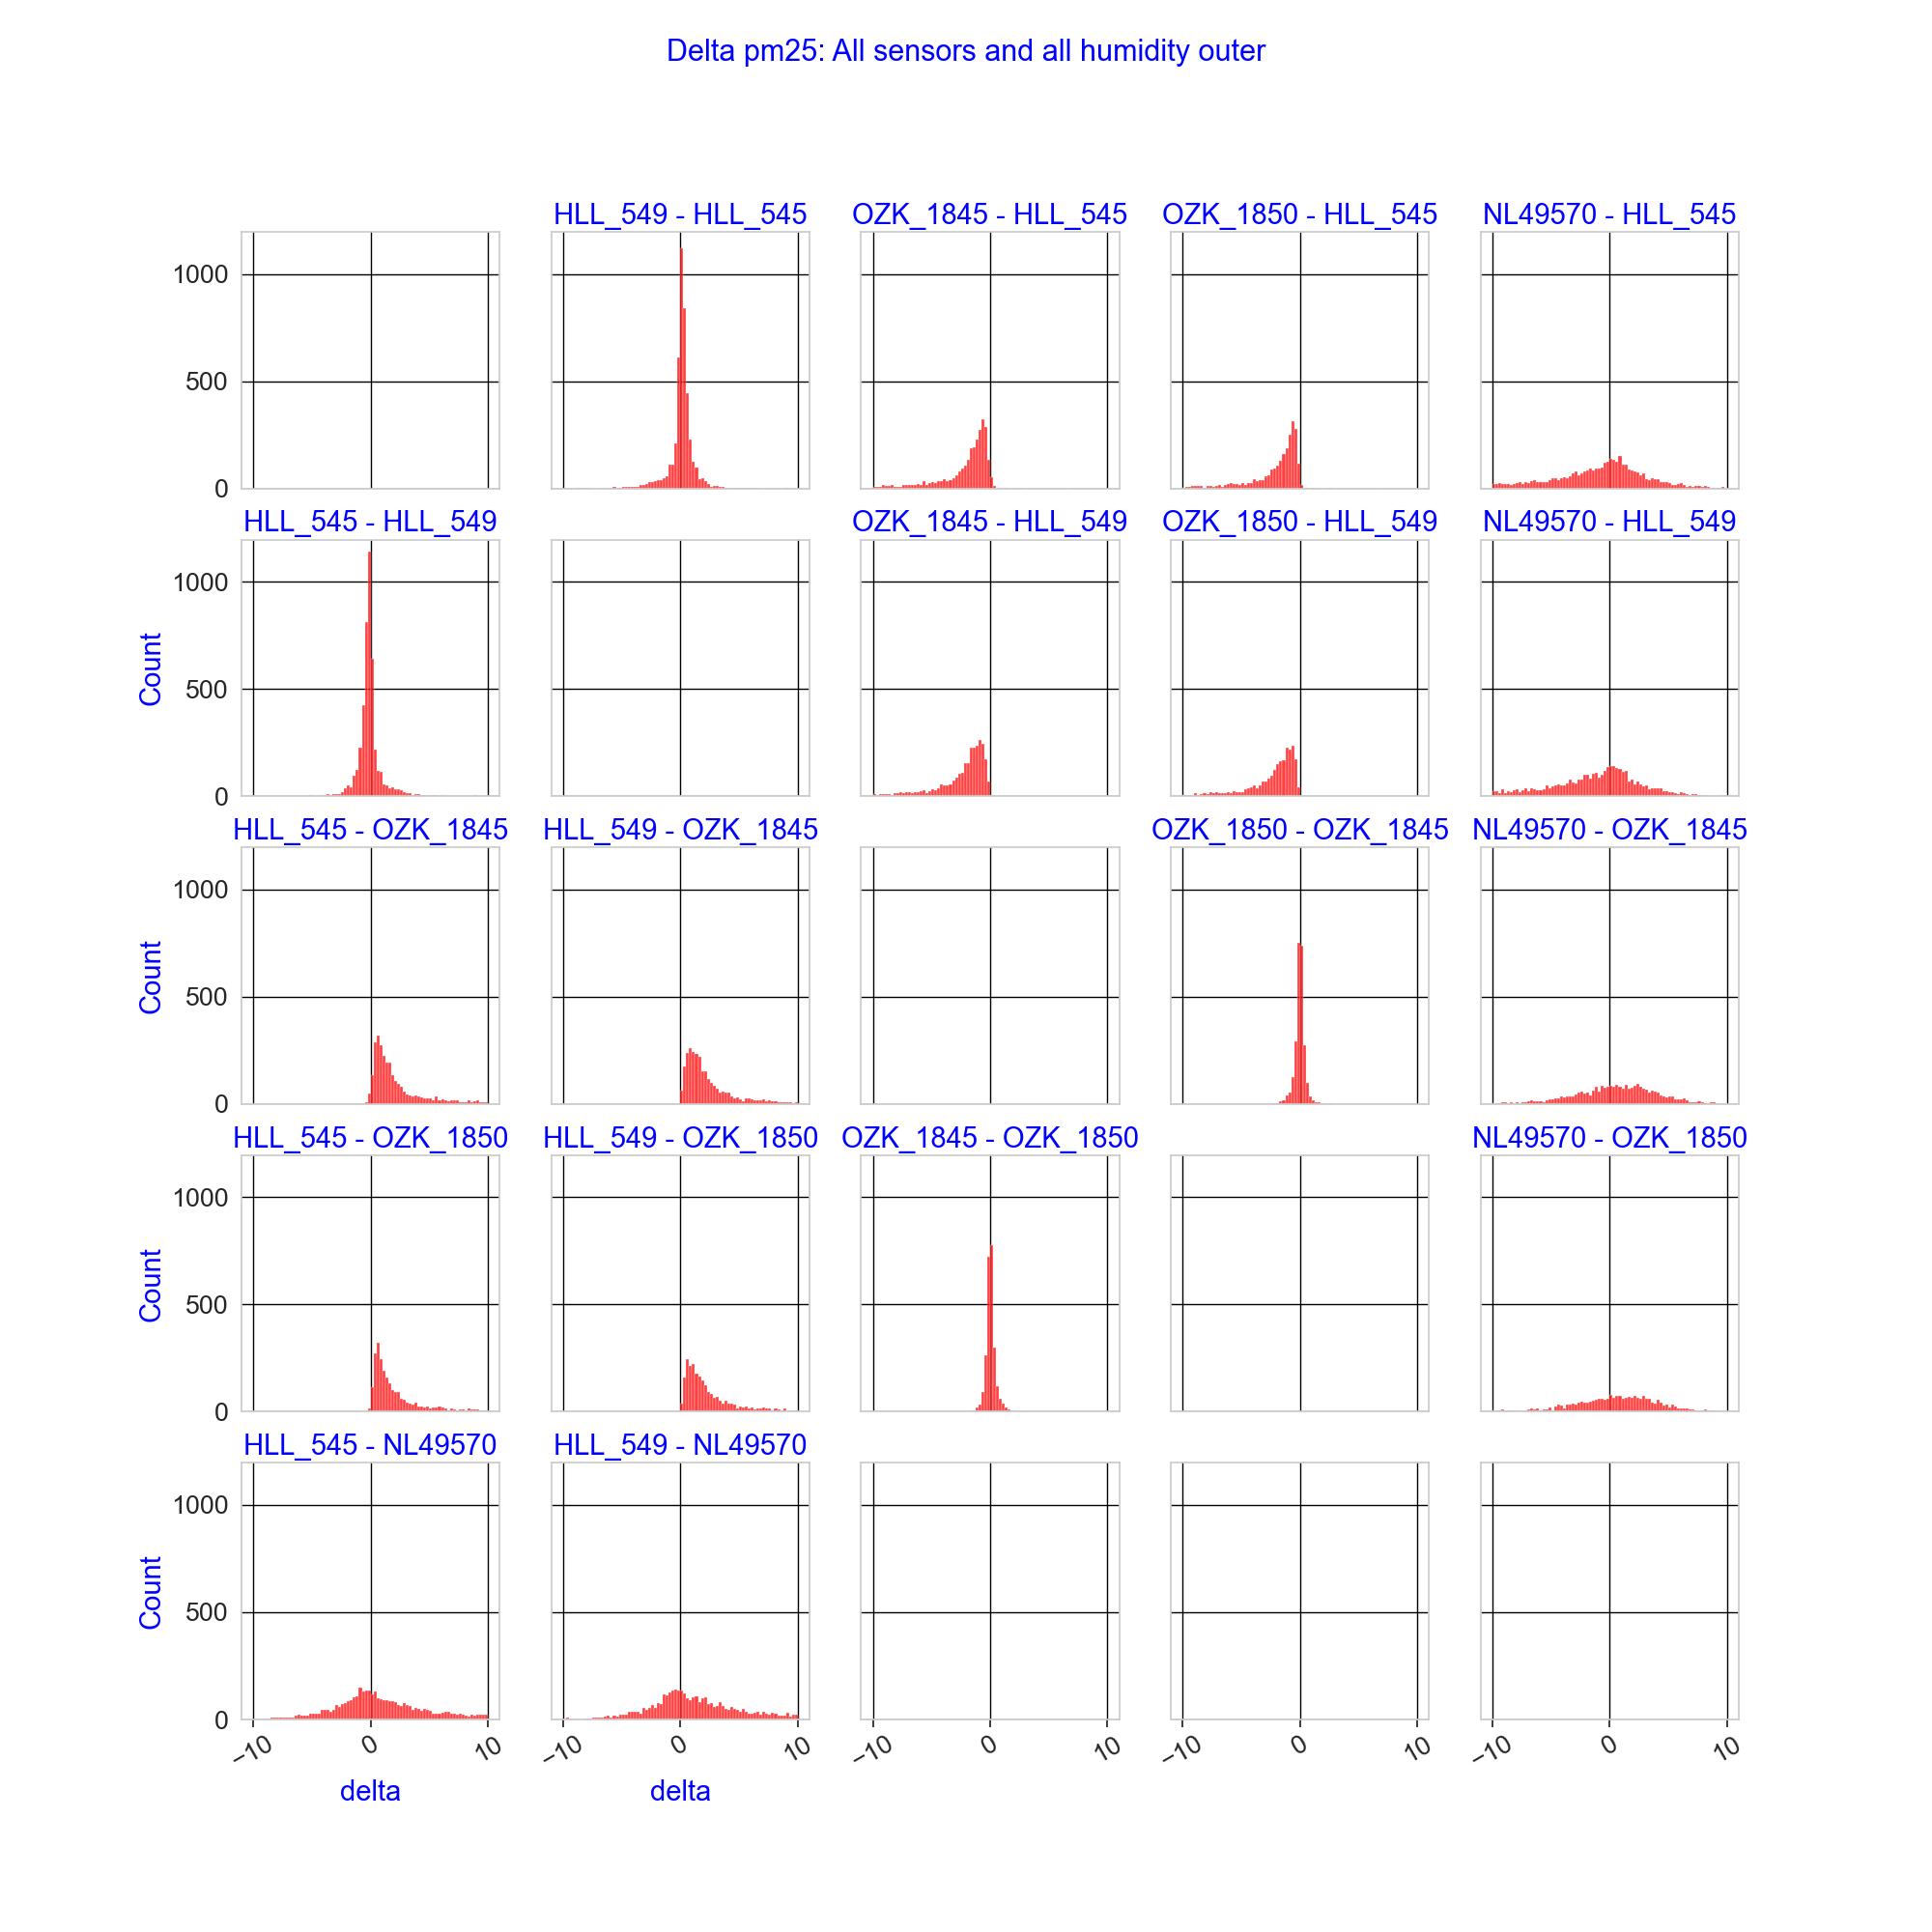 Delta pm25: All sensors and all humidity outer
HLL_549 - HLL_545 OZK_1845 - HLL_545 OZK_1850 - HLL_545 NL49570 - HLL_545
1000
500
0
HLL_545 - HLL_549 OZK_1845 - HLL_549 OZK_1850 - HLL_549 NL49570 - HLL_549
1000
Count
500
0
HLL_545 - OZK_1845 HLL_549 - OZK_1845 OZK_1850 - OZK_1845 NL49570 - OZK_1845
1000
Count
500
0
HLL_545 - OZK_1850 HLL_549 - OZK_1850 OZK_1845 - OZK_1850 NL49570 - OZK_1850
1000
Count
500
0
HLL_545 - NL49570 HLL_549 - NL49570
1000
Count
500
0
−10 0 10 −10 0 10 −10 0 10 −10 0 10 −10 0 10
delta delta